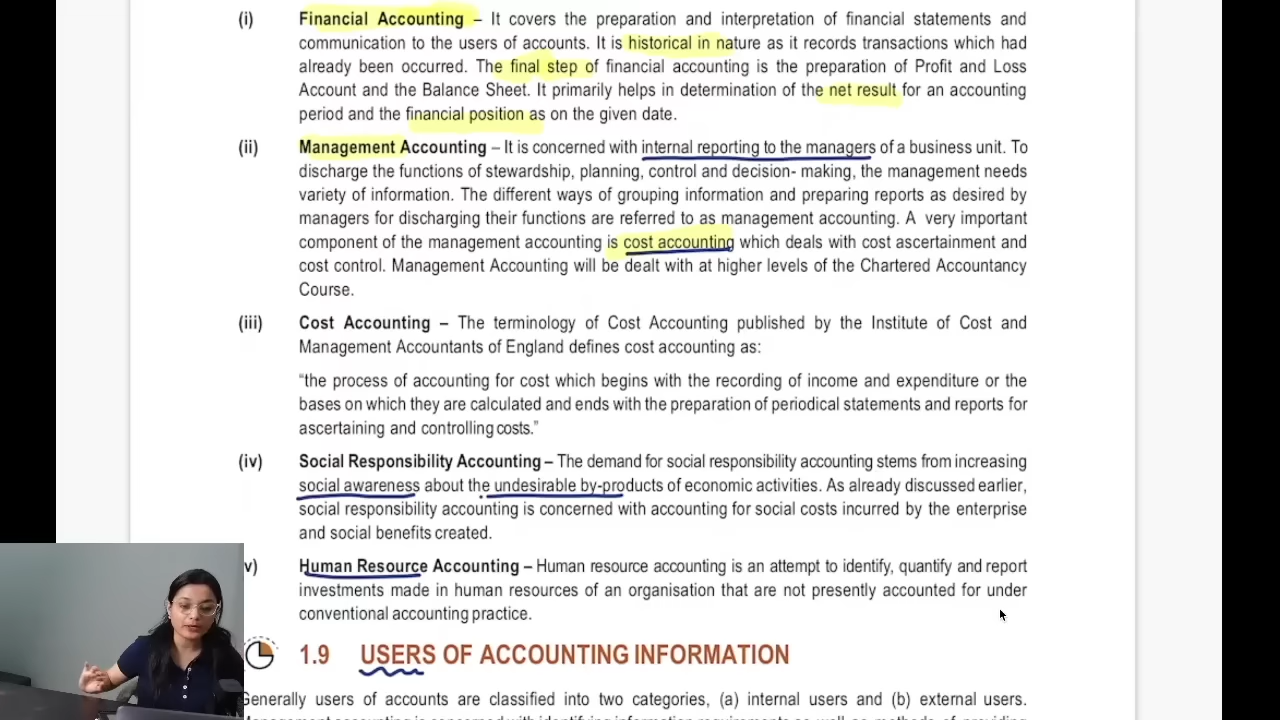 (i) Financial Accounting – It covers the preparation and interpretation of financial statements and
communication to the users of accounts. It is historical in nature as it records transactions which had
already been occurred. The final step of financial accounting is the preparation of Profit and Loss
Account and the Balance Sheet. It primarily helps in determination of the net result for an accounting
period and the financial position as on the given date.
(ii) Management Accounting – It is concerned with internal reporting to the managers of a business unit. To
discharge the functions of stewardship, planning, control and decision- making, the management needs
variety of information. The different ways of grouping information and preparing reports as desired by
managers for discharging their functions are referred to as management accounting. A very important
component of the management accounting is cost accounting which deals with cost ascertainment and
cost control. Management Accounting will be dealt with at higher levels of the Chartered Accountancy
Course.
(iii) Cost Accounting – The terminology of Cost Accounting published by the Institute of Cost and
Management Accountants of England defines cost accounting as:
“the process of accounting for cost which begins with the recording of income and expenditure or the
bases on which they are calculated and ends with the preparation of periodical statements and reports for
ascertaining and controlling costs.”
(iv) Social Responsibility Accounting – The demand for social responsibility accounting stems from increasing
social awareness about the undesirable by-products of economic activities. As already discussed earlier,
social responsibility accounting is concerned with accounting for social costs incurred by the enterprise
and social benefits created.
v) Human Resource Accounting – Human resource accounting is an attempt to identify, quantify and report
investments made in human resources of an organisation that are not presently accounted for under
conventional accounting practice.
1.9 USERS OF ACCOUNTING INFORMATION
Generally users of accounts are classified into two categories, (a) internal users and (b) external users.
Management accounting is concerned with identifying information requirements as well as methods of providing